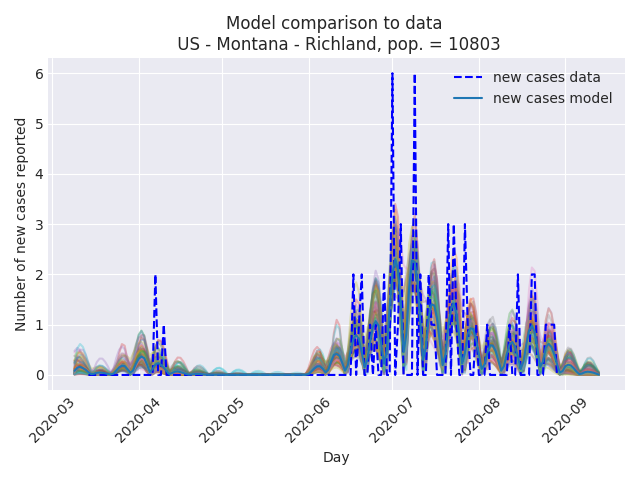 Model comparison to data
US - Montana - Richland, pop. = 10803
new cases data
new cases model
Number of new cases reported
6
5
4
3
2
1
0
2020-03
2020-04
2020-05
2020-06
2020-07
2020-08
2020-09
Day